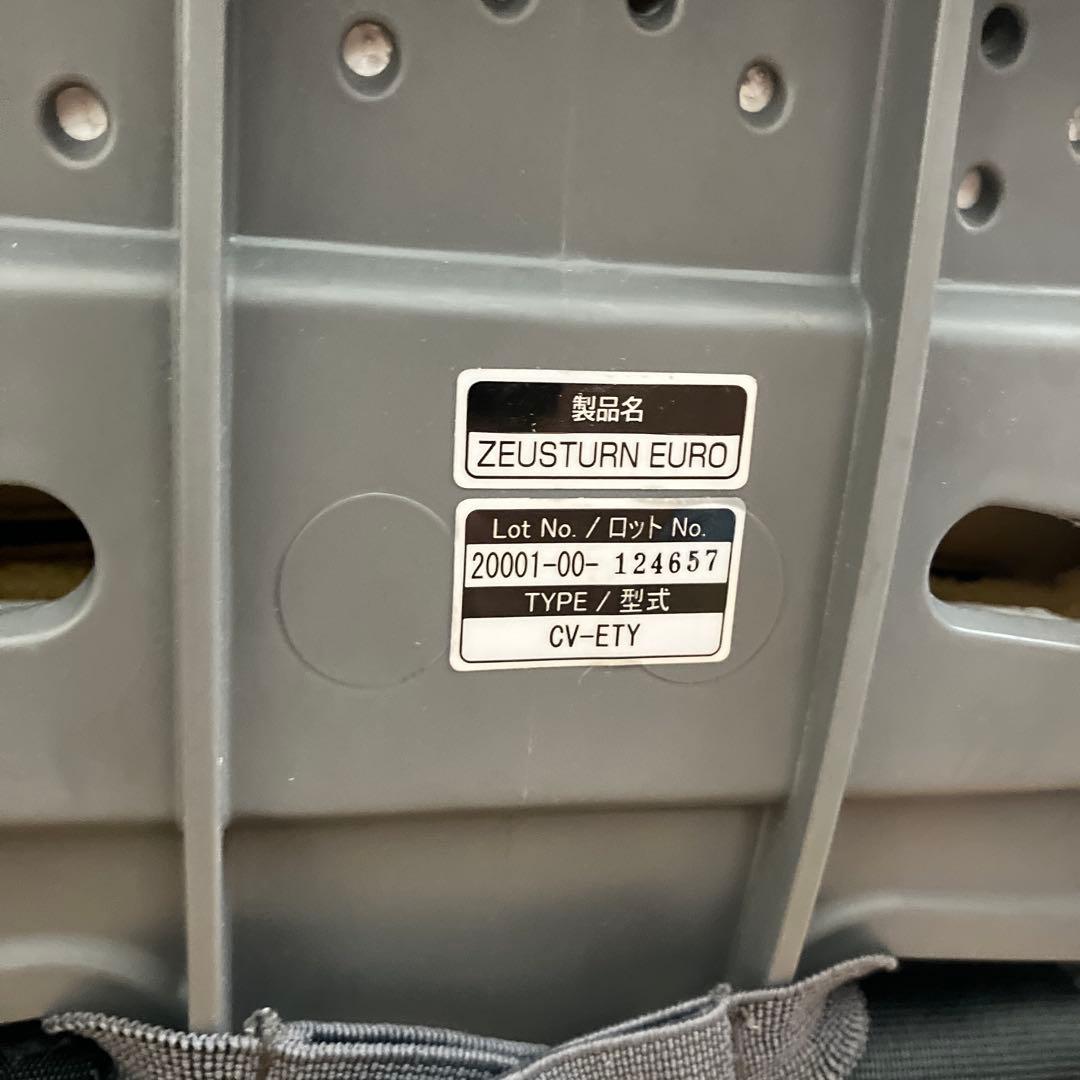 製品名
ZEUSTURN EURO
Lot No. / ロット No.
20001-00- 124657
TYPE / 型式
CV-ETY